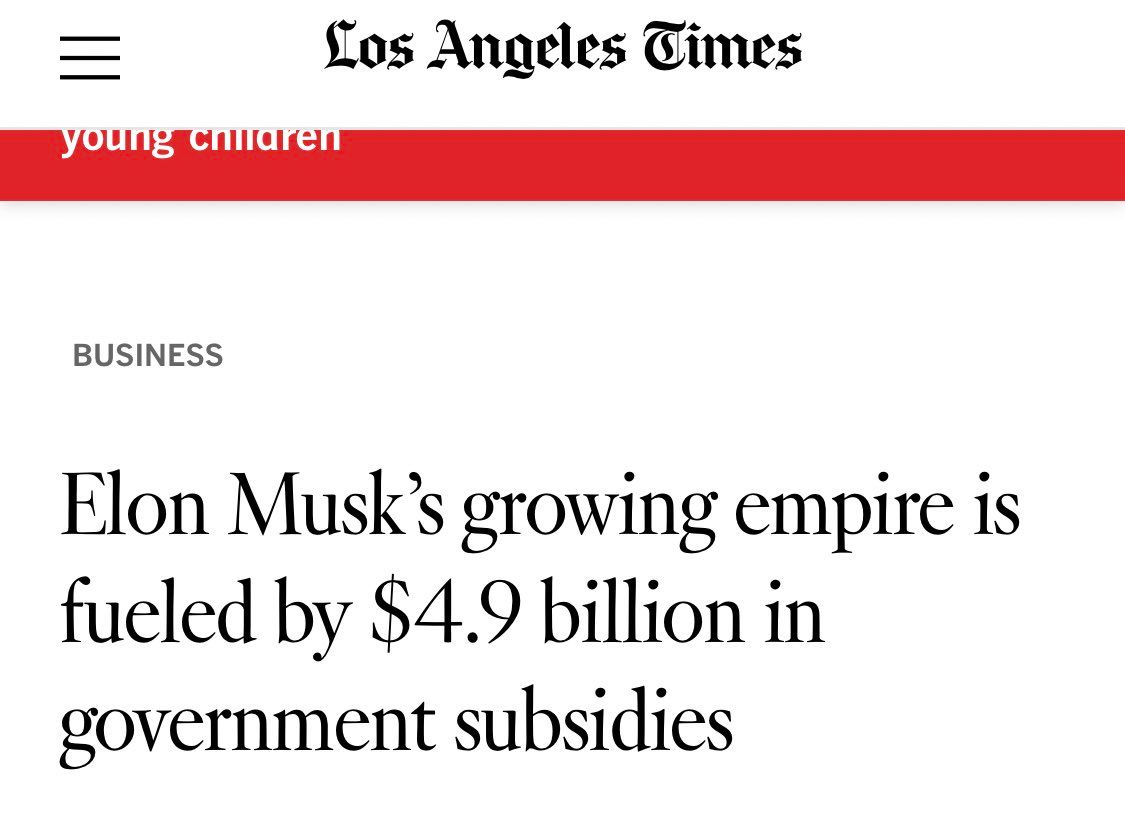 Los Angeles Times
young children
BUSINESS
Elon Musk’s growing empire is
fueled by $4.9 billion in
government subsidies